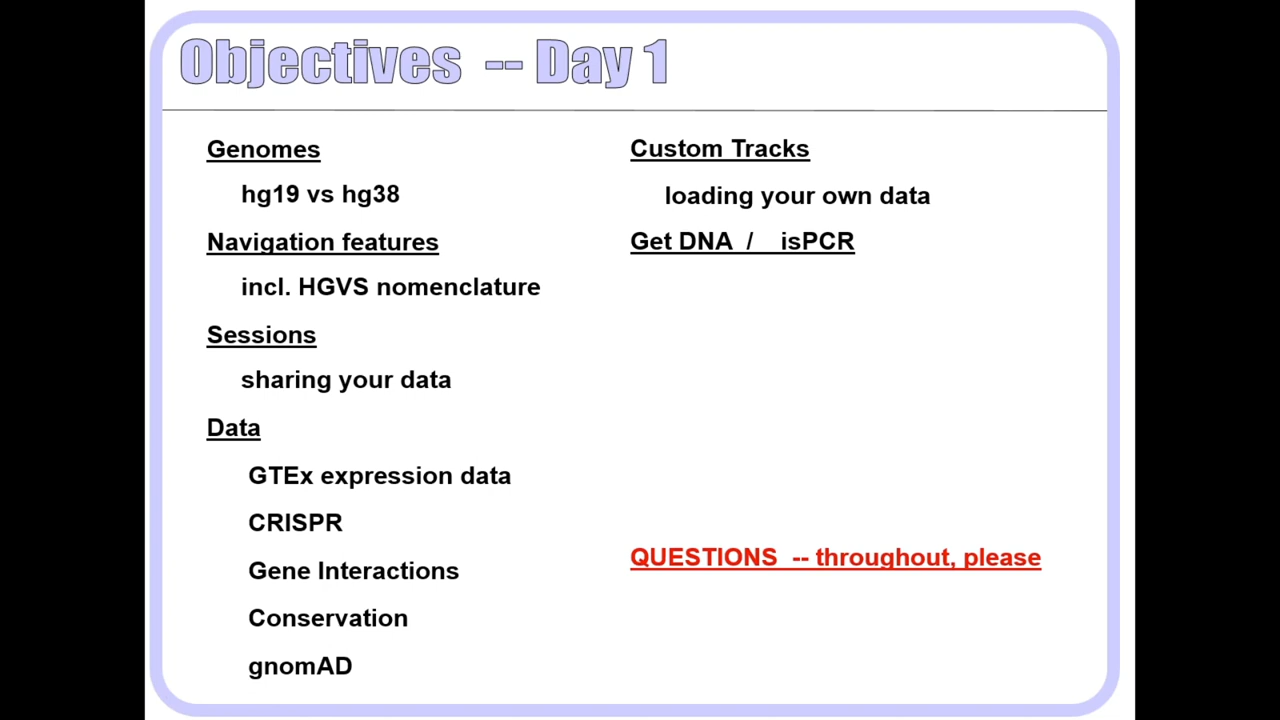 Objectives -- Day 1
Genomes
hg19 vs hg38
Navigation features
incl. HGVS nomenclature
Sessions
sharing your data
Data
GTEx expression data
CRISPR
Gene Interactions
Conservation
gnomAD
Custom Tracks
loading your own data
Get DNA / isPCR
QUESTIONS -- throughout, please